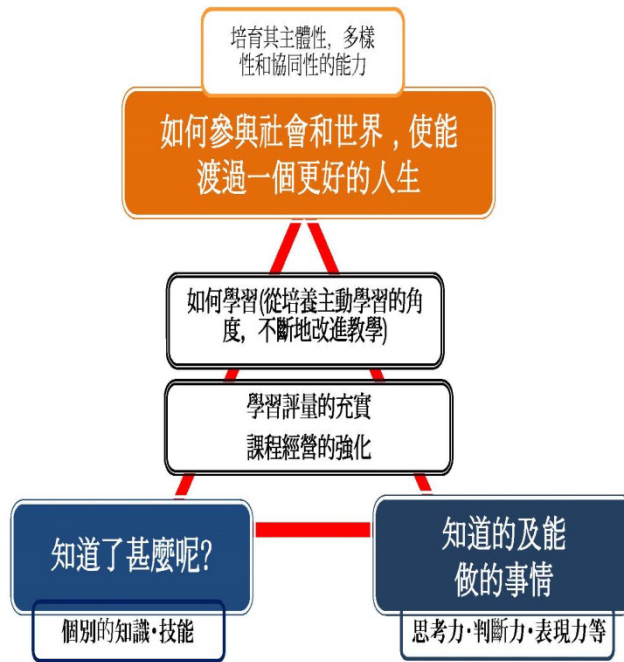 培育其主體性，多樣
性和協同性的能力
如何參與社會和世界，使能
渡過一個更好的人生
如何學習(從培養主動學習的角
度，不斷地改進教學)
學習評量的充實
課程經營的強化
知道了甚麼呢?
個別的知識·技能
知道的及能
做的事情
思考力·判斷力·表現力等